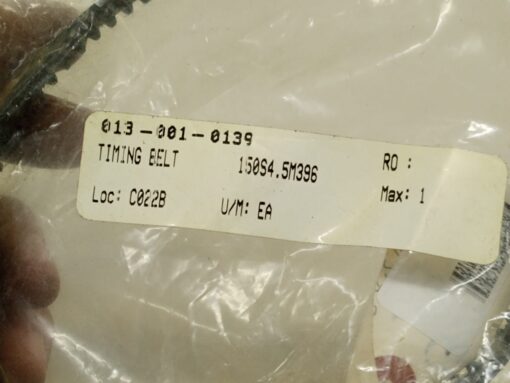 013-001-0139
TIMING BELT 150S4.5M396 RO :
Loc: C022B U/M: EA Max: 1